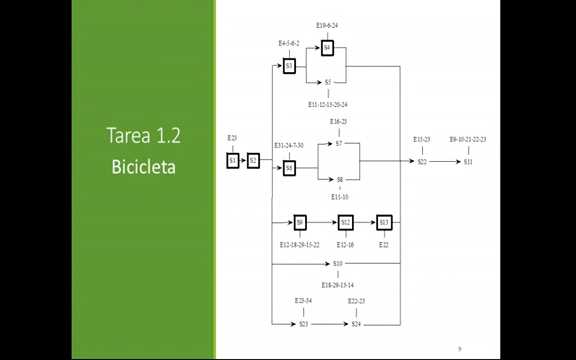 Tarea 1.2
Bicicleta
E19-6-24
E4-5-6-2
S4
S3
S5
E11-12-13-20-24
E16-23
E23
E31-24-7-30
S7
E15-23
E9-10-21-22-23
S1
S2
S6
S22
S11
S8
E11-10
S9
S12
S13
E12-18-29-15-22
E12-16
E22
S10
E18-29-13-14
E23-34
E22-23
S23
S24
9